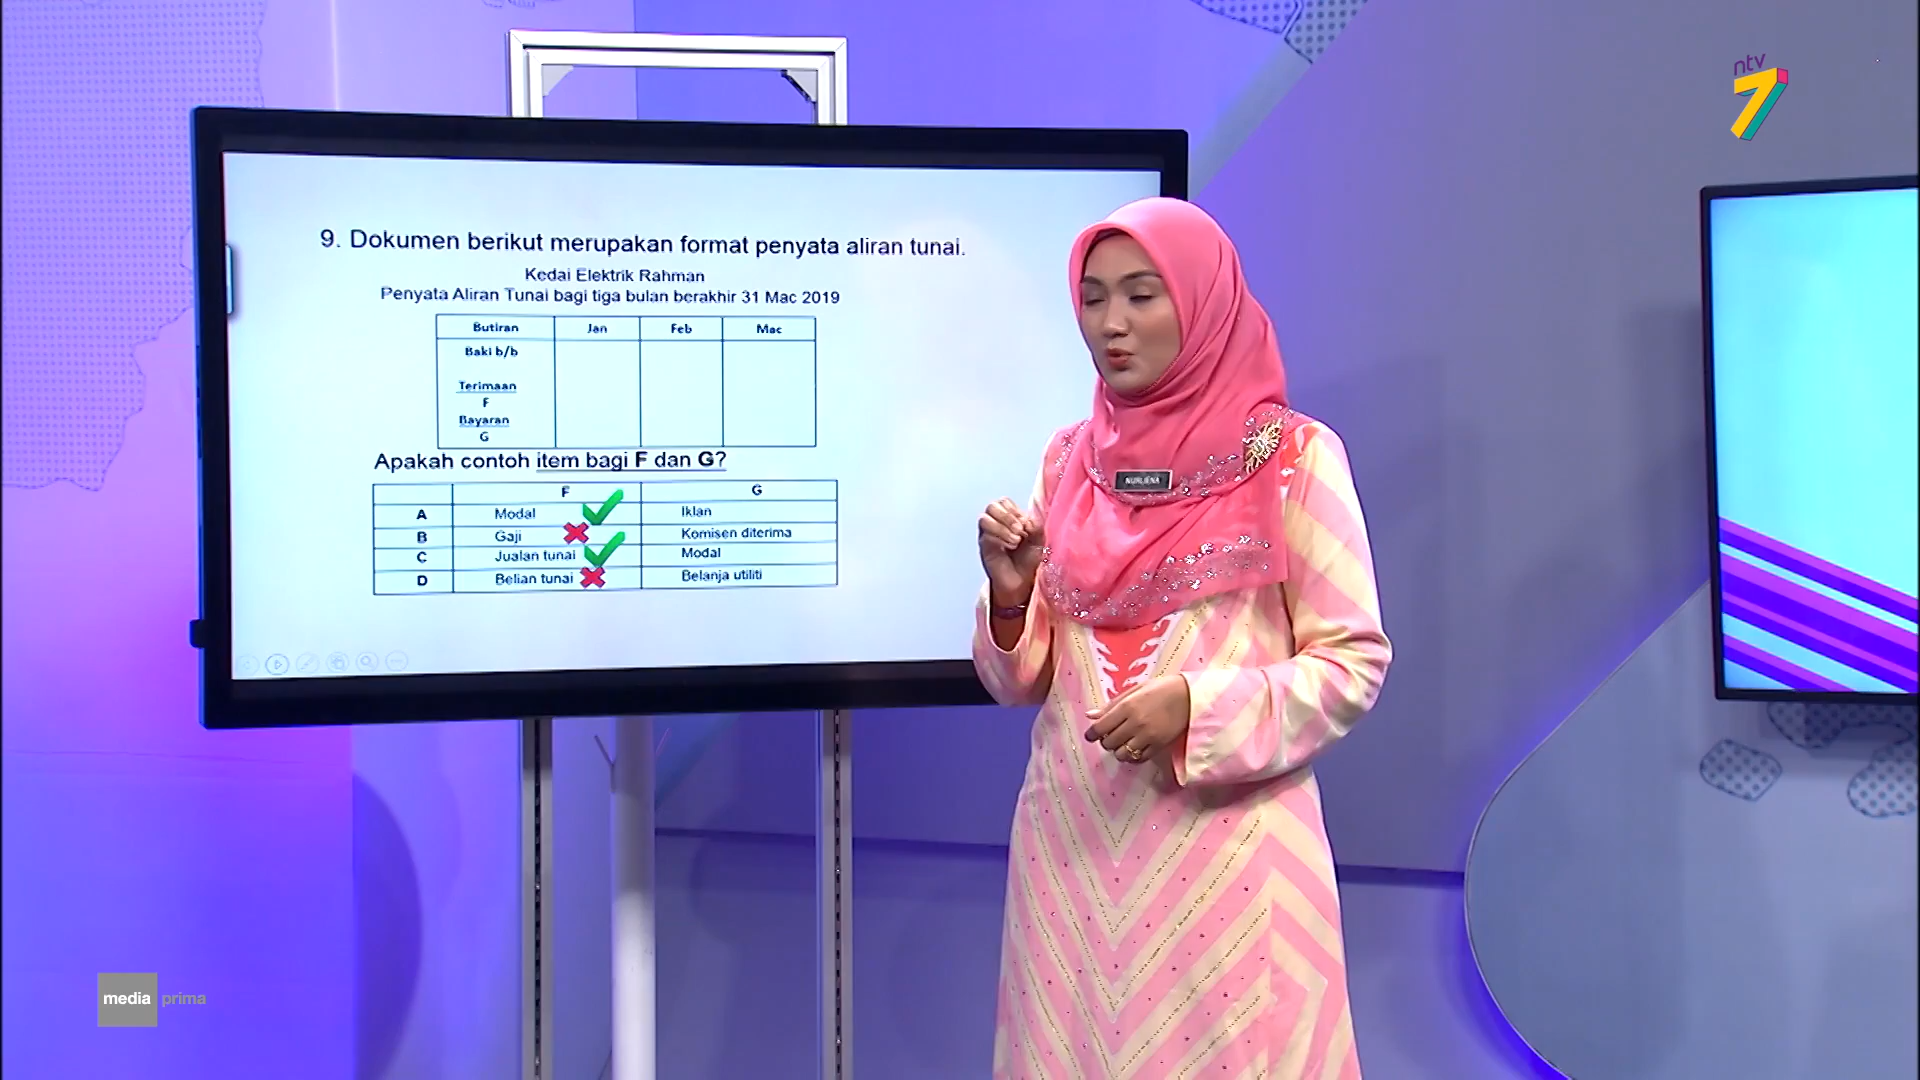 ntv
7
9. Dokumen berikut merupakan format penyata aliran tunai.
Kedai Elektrik Rahman
Penyata Aliran Tunai bagi tiga bulan berakhir 31 Mac 2019
Butiran Jan Feb Mac
Baki b/b
Terimaan
F
Bayaran
G
Apakah contoh item bagi F dan G?
F G
A Modal Iklan
B Gaji Komisen diterima
C Jualan tunai Modal
D Belian tunai Belanja utiliti
NURLIENA
media prima